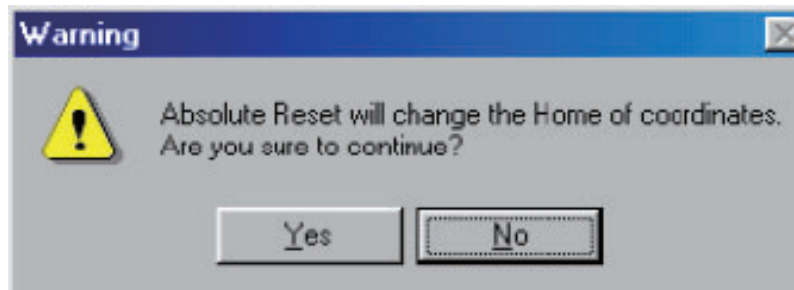 Warning
Absolute Reset will change the Home of coordinates.
Are you sure to continue?
Yes
No